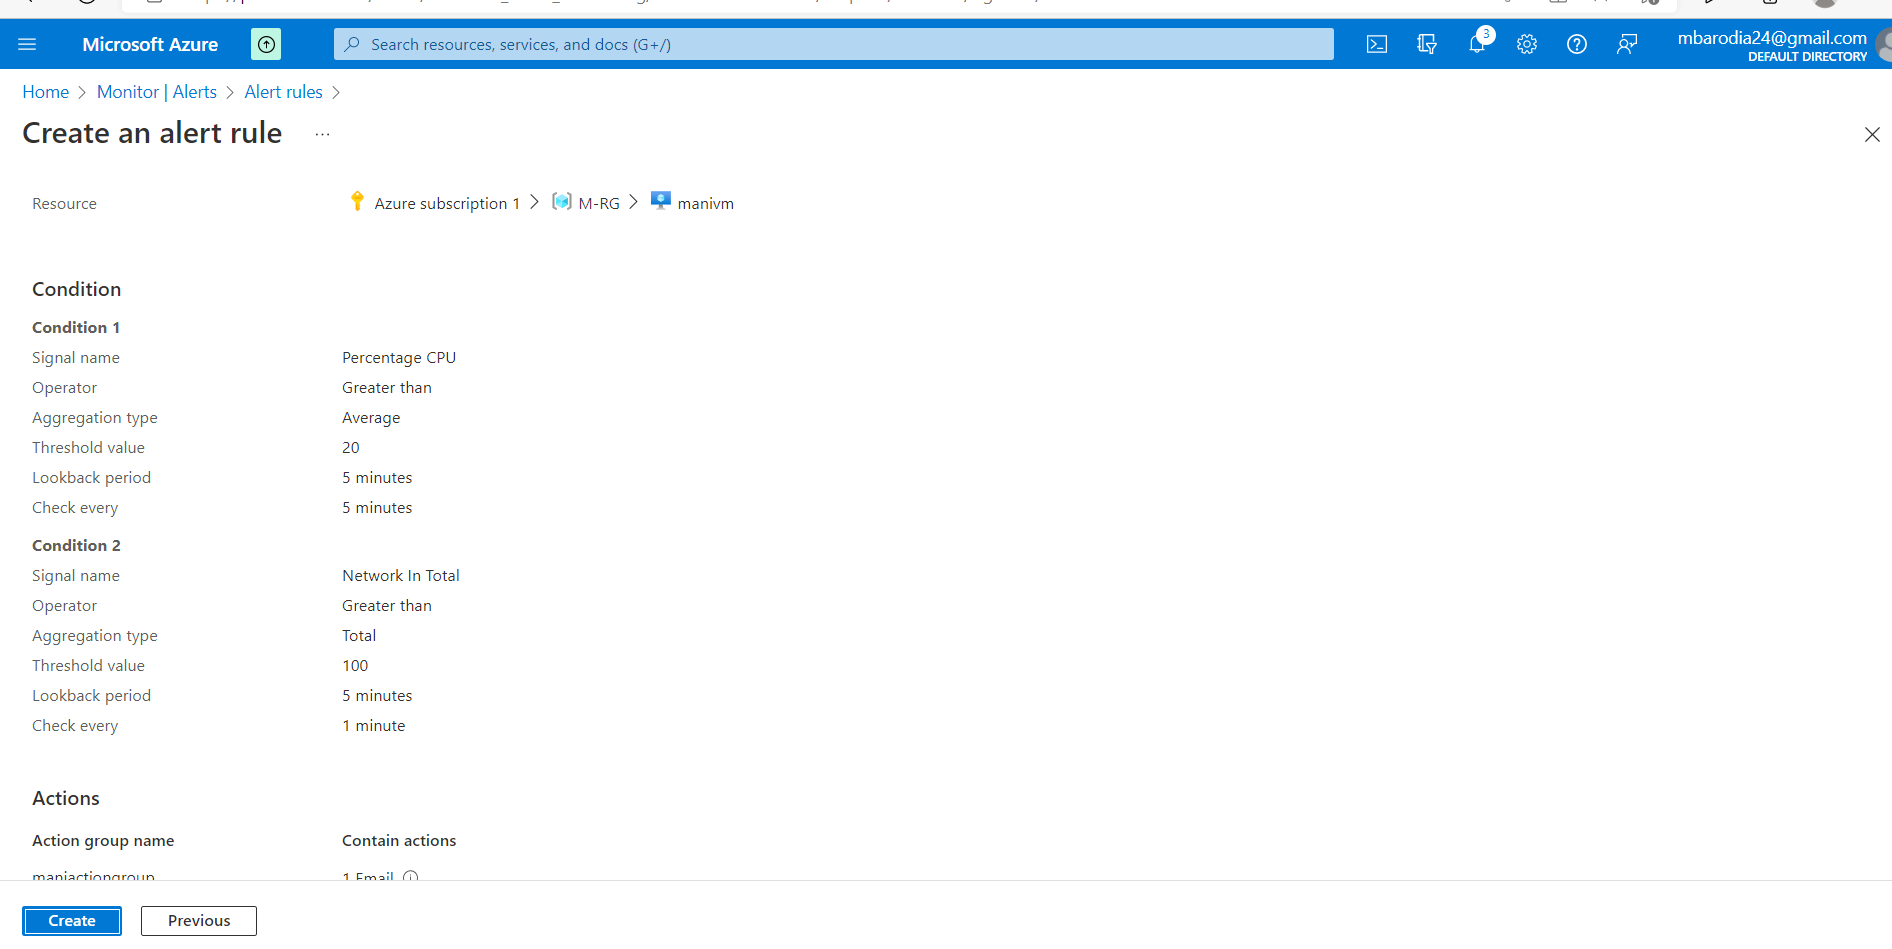 Microsoft Azure
Search resources, services, and docs (G+/)
3
mbarodia24@gmail.com
DEFAULT DIRECTORY
Home > Monitor | Alerts > Alert rules >
Create an alert rule ...
Resource Azure subscription 1 > M-RG > manivm
Condition
Condition 1
Signal name Percentage CPU
Operator Greater than
Aggregation type Average
Threshold value 20
Lookback period 5 minutes
Check every 5 minutes
Condition 2
Signal name Network In Total
Operator Greater than
Aggregation type Total
Threshold value 100
Lookback period 5 minutes
Check every 1 minute
Actions
Action group name Contain actions
maniactiongroup 1 Email
Create Previous